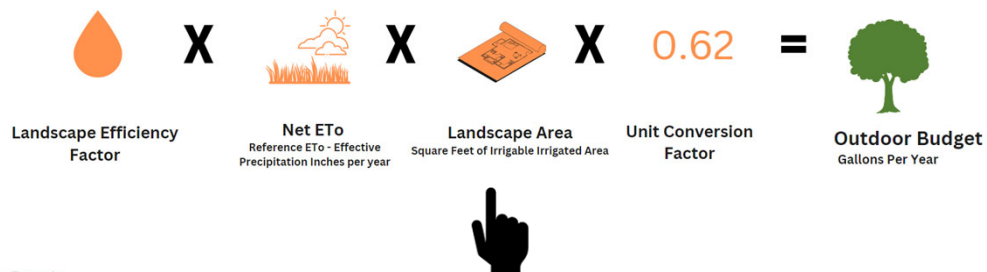 X
X
X
0.62
=
Landscape Efficiency
Factor
Net ETo
Reference ETo - Effective
Precipitation Inches per year
Landscape Area
Square Feet of Irrigable Irrigated Area
Unit Conversion
Factor
Outdoor Budget
Gallons Per Year